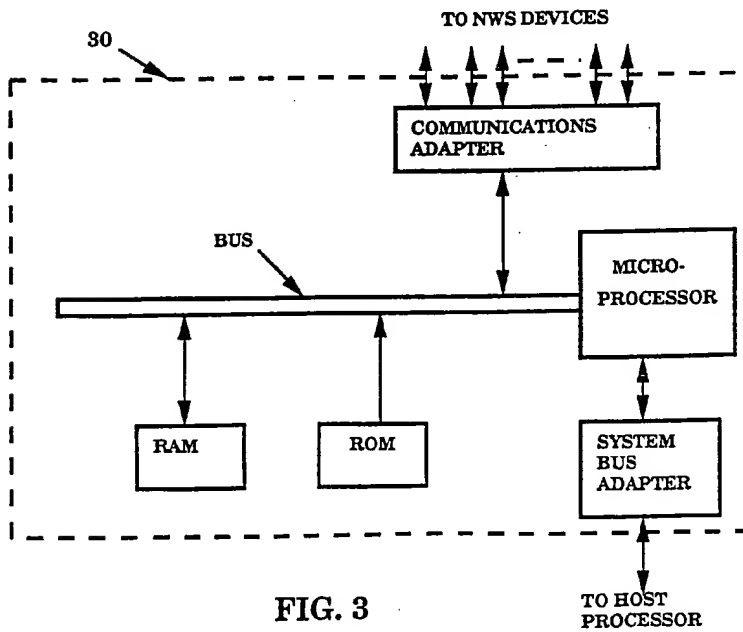 TO NWS DEVICES
30
COMMUNICATIONS
ADAPTER
BUS
MICRO-
PROCESSOR
RAM
ROM
SYSTEM
BUS
ADAPTER
FIG. 3
TO HOST
PROCESSOR